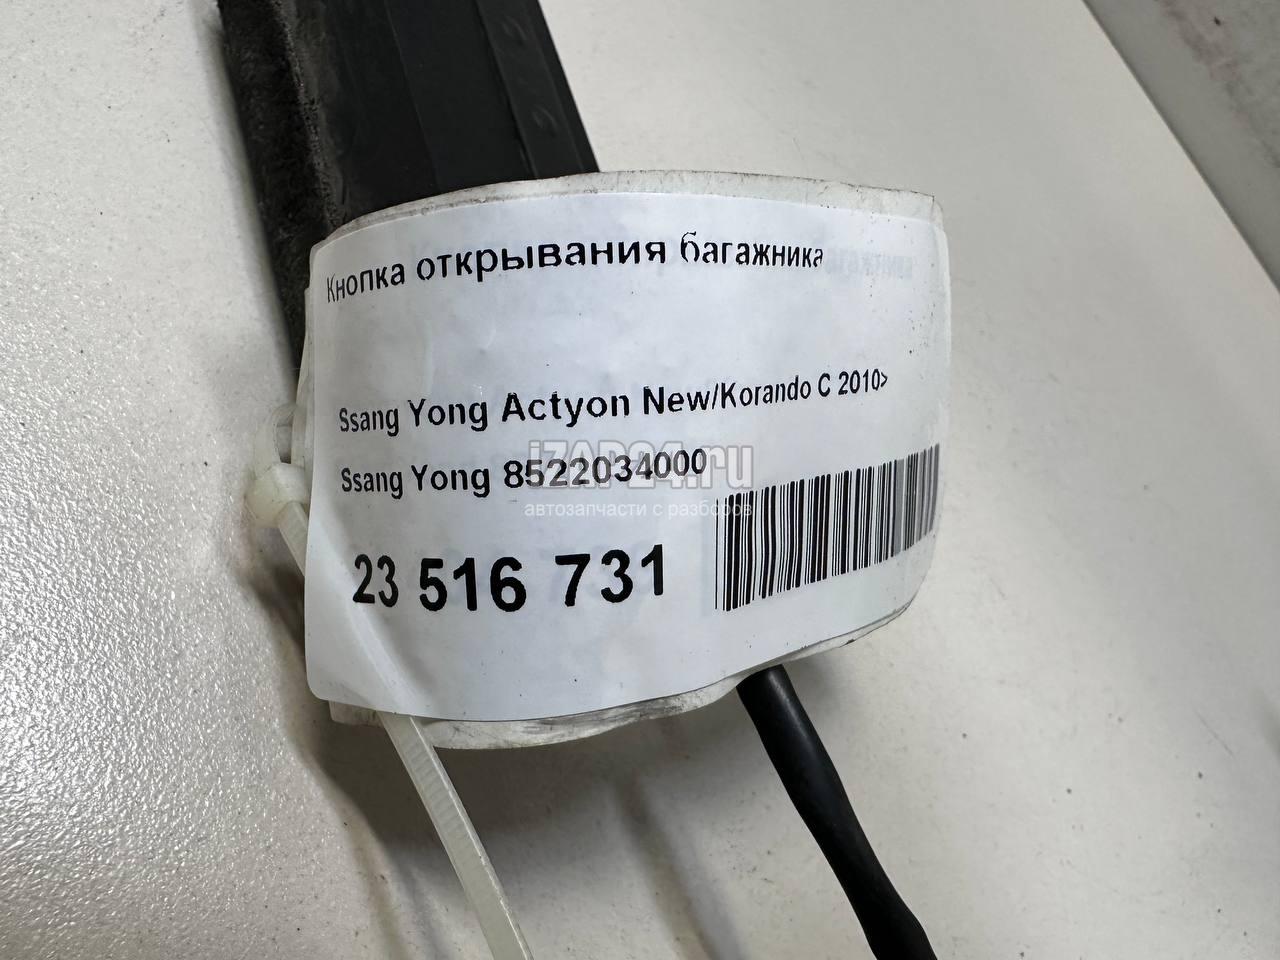 Кнопка открывания багажника
Ssang Yong Actyon New/Korando C 2010>
iZAP24.ru
Ssang Yong 8522034000
автозапчасти с разборов
23 516 731